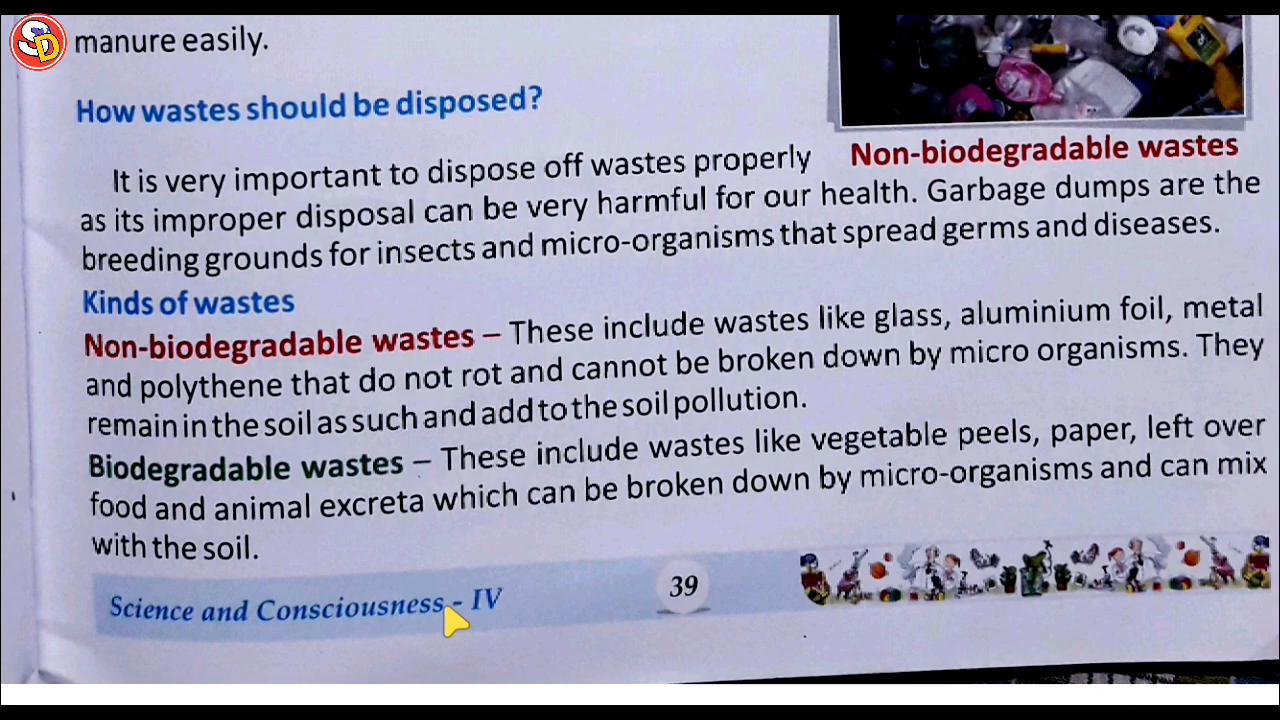 SD
manure easily.
How wastes should be disposed?
It is very important to dispose off wastes properly
Non-biodegradable wastes
as its improper disposal can be very harmful for our health. Garbage dumps are the
breeding grounds for insects and micro-organisms that spread germs and diseases.
Kinds of wastes
Non-biodegradable wastes – These include wastes like glass, aluminium foil, metal
and polythene that do not rot and cannot be broken down by micro organisms. They
remain in the soil as such and add to the soil pollution.
Biodegradable wastes – These include wastes like vegetable peels, paper, left over
food and animal excreta which can be broken down by micro-organisms and can mix
with the soil.
Science and Consciousness - IV
39